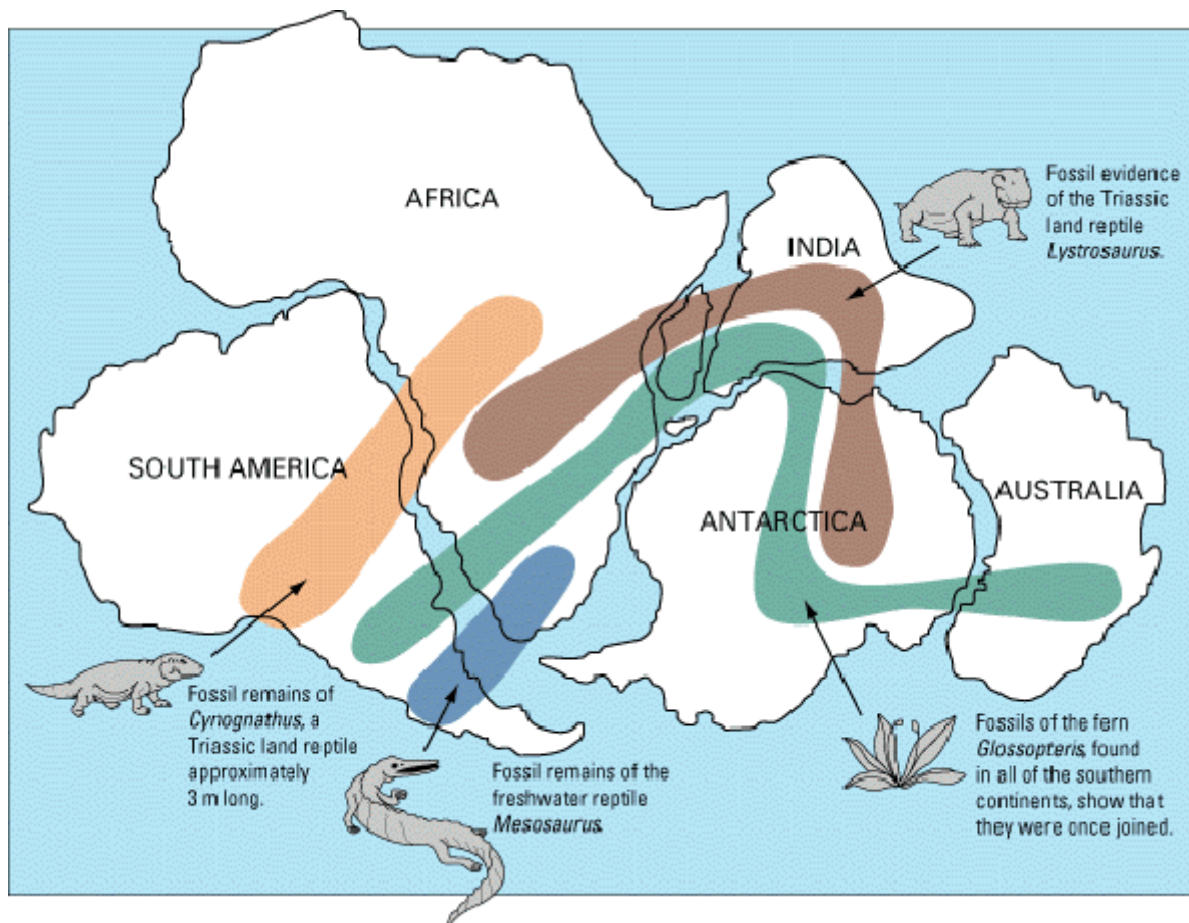 AFRICA
INDIA
Fossil evidence
of the Triassic
land reptile
Lystrosaurus.
SOUTH AMERICA
ANTARCTICA
AUSTRALIA
Fossil remains of
Cynognathus, a
Triassic land reptile
approximately
3 m long.
Fossil remains of the
freshwater reptile
Mesosaurus.
Fossils of the fern
Glossopteris, found
in all of the southern
continents, show that
they were once joined.